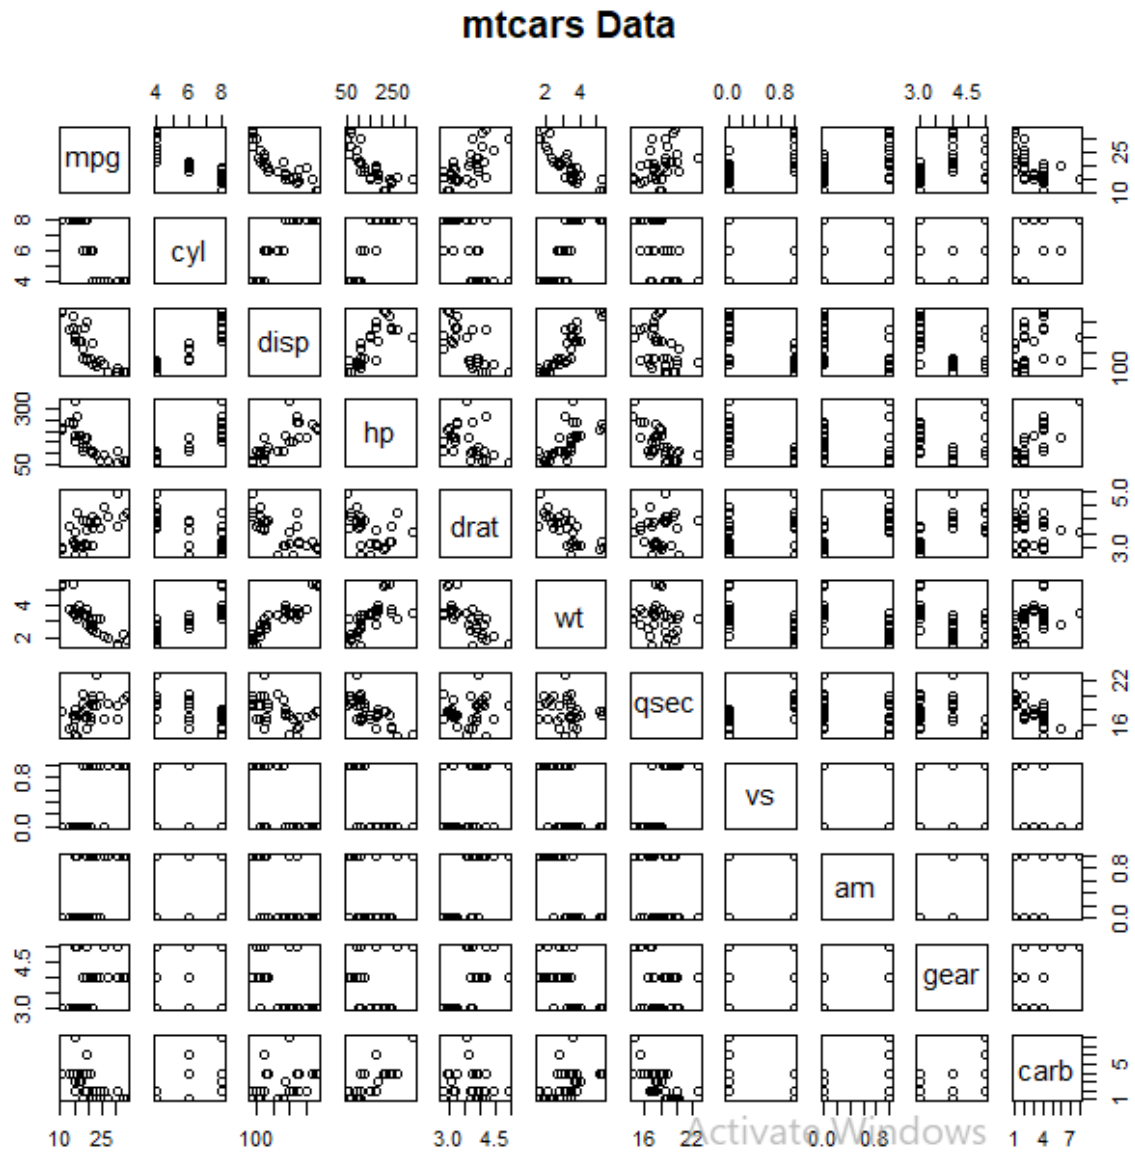 mtcars Data
4 6 8 50 250 2 4 0.0 0.8 3.0 4.5
mpg 10 25
4 6 8 cyl
disp 100
50 300 hp
drat 3.0 5.0
2 4 wt
qsec 16 22
0.0 0.8 vs
am 0.0 0.8
3.0 4.5 gear
carb 1 5
10 25 100 3.0 4.5 16 22 0.0 0.8 1 4 7
Activate Windows